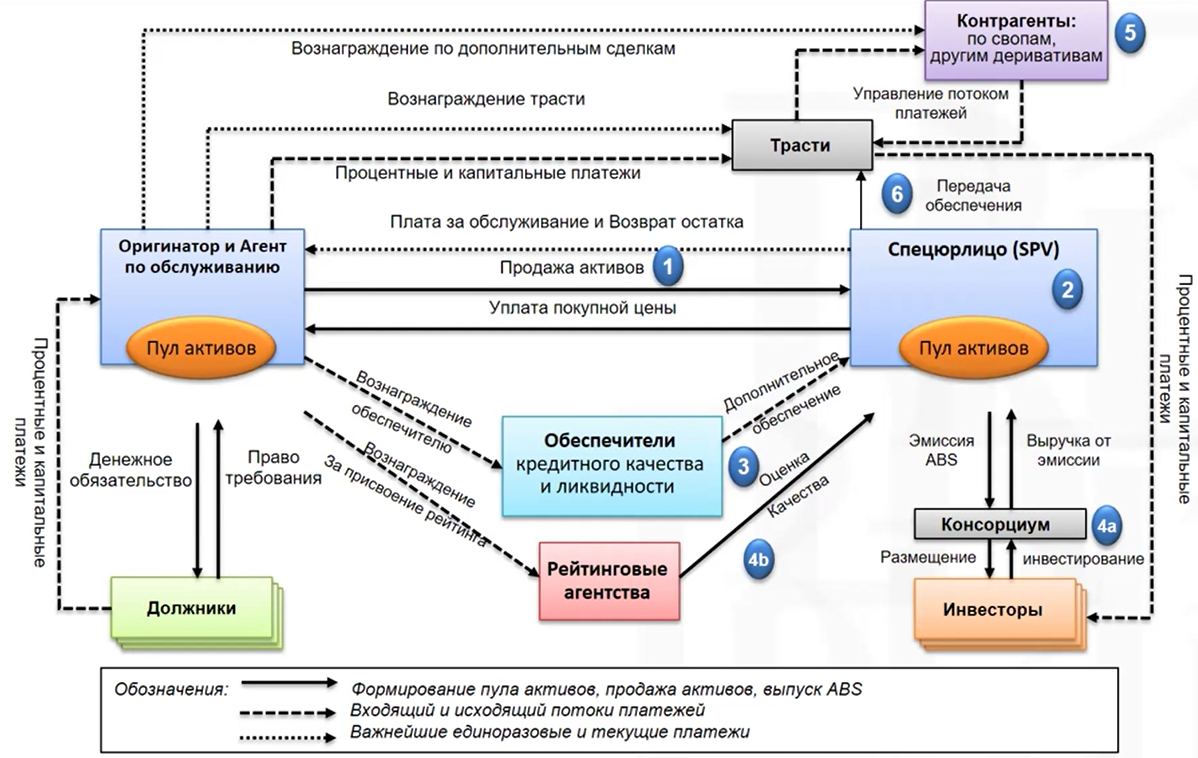 Контрагенты:
по свопам,
другим деривативам
5
Вознаграждение по дополнительным сделкам
Управление потоком
платежей
Вознаграждение трасти
Трасти
Процентные и капитальные платежи
6
Передача
обеспечения
Плата за обслуживание и Возврат остатка
Оригинатор и Агент
по обслуживанию
Продажа активов
1
Спецюрлицо (SPV)
2
Уплата покупной цены
Пул активов
Пул активов
Процентные и капитальные
платежи
Процентные и капитальные
платежи
Вознаграждение
обеспечителю
Дополнительное
обеспечение
Вознаграждение
За присвоение рейтинга
Обеспечители
кредитного качества
и ликвидности
3
Оценка
Качества
Денежное
обязательство
Право
требования
Эмиссия
ABS
Выручка от
эмиссии
Консорциум
4a
4b
Размещение
инвестирование
Рейтинговые
агентства
Должники
Инвесторы
Обозначения:
Формирование пула активов, продажа активов, выпуск ABS
Входящий и исходящий потоки платежей
Важнейшие единоразовые и текущие платежи